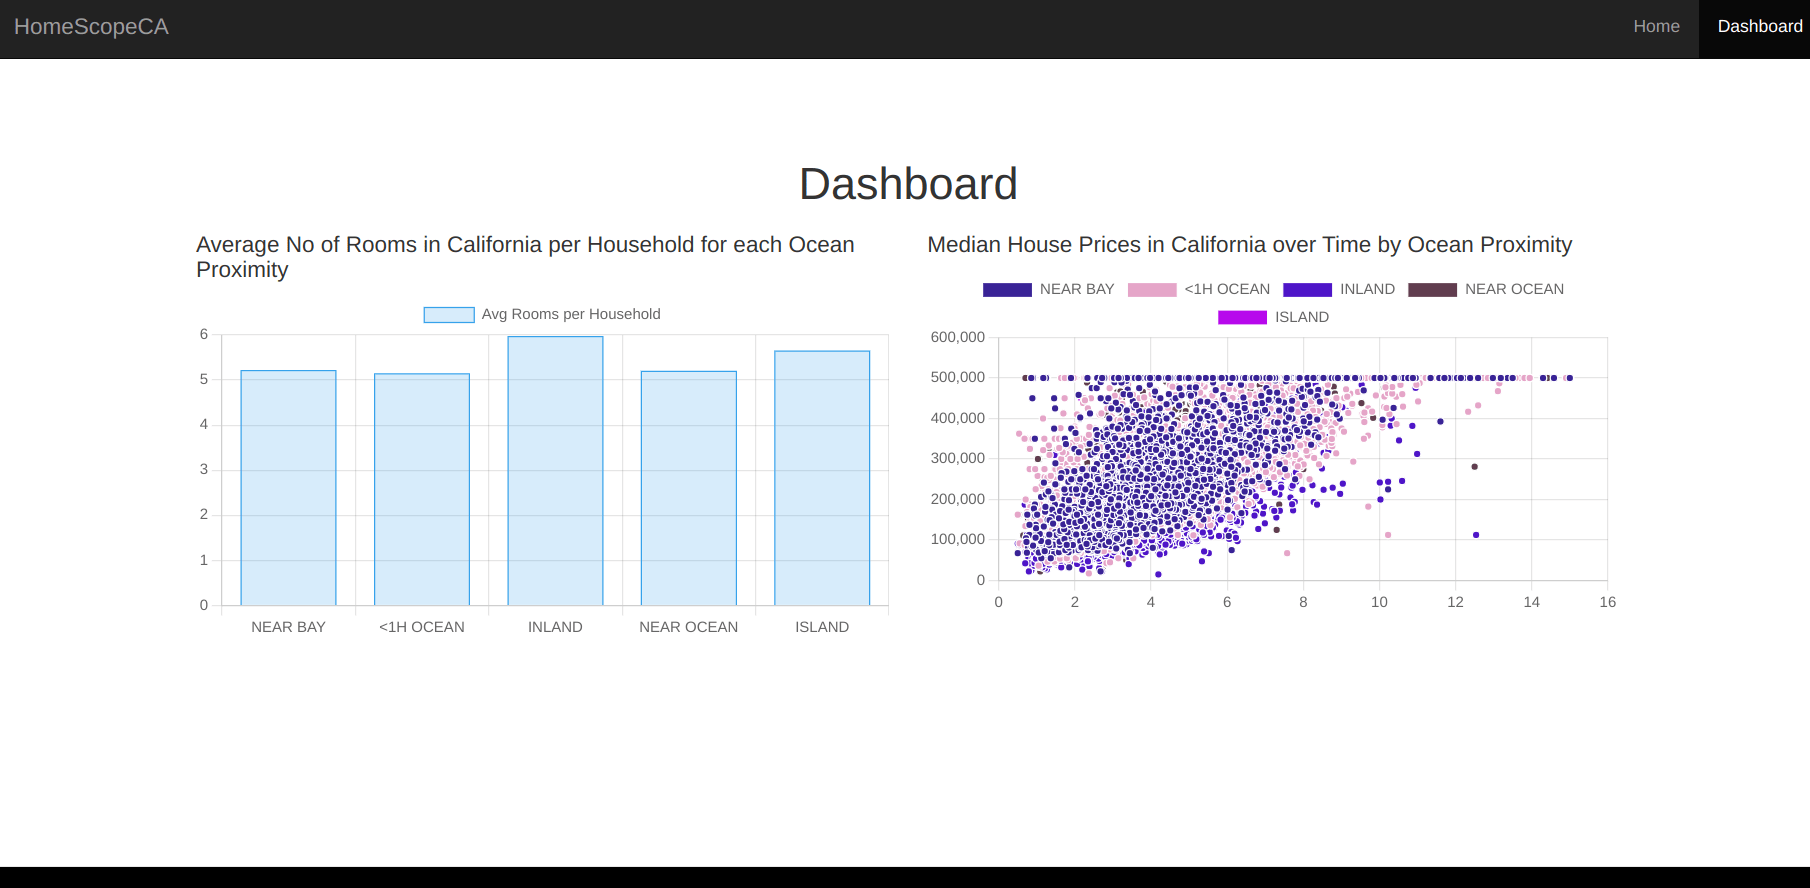 HomeScopeCA
Home
Dashboard
Dashboard
Average No of Rooms in California per Household for each Ocean
Proximity
Avg Rooms per Household
6
5
4
3
2
1
0
NEAR BAY
<1H OCEAN
INLAND
NEAR OCEAN
ISLAND
Median House Prices in California over Time by Ocean Proximity
NEAR BAY
<1H OCEAN
INLAND
NEAR OCEAN
ISLAND
600,000
500,000
400,000
300,000
200,000
100,000
0
0
2
4
6
8
10
12
14
16